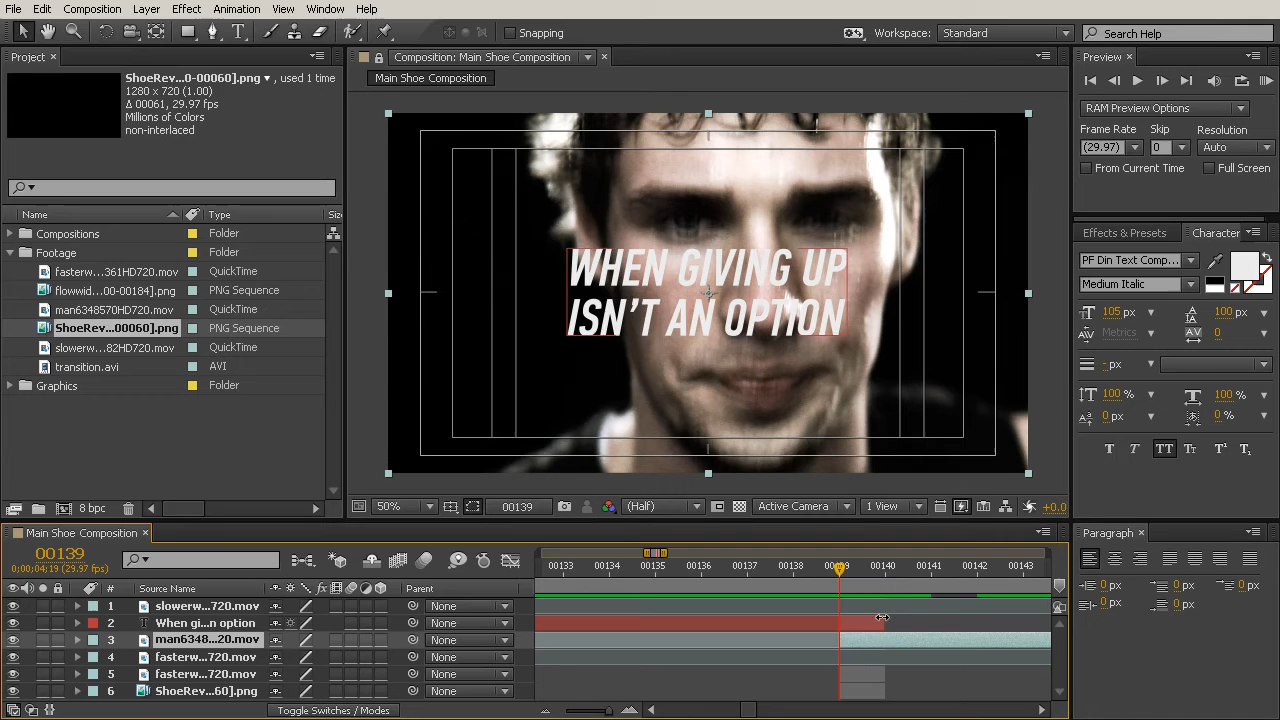 File Edit Composition Layer Effect Animation View Window Help
Snapping
Workspace: Standard
Search Help
Project
ShoeRev...0-00060].png , used 1 time
1280 x 720 (1.00)
Δ 00061, 29.97 fps
Millions of Colors
non-interlaced
Name Type Siz
Compositions Folder
Footage Folder
fasterw...361HD720.mov QuickTime
flowwid...00-00184].png PNG Sequence
man6348570HD720.mov QuickTime
ShoeRev...00060].png PNG Sequence
slowerw...82HD720.mov QuickTime
transition.avi AVI
Graphics Folder
8 bpc
Composition: Main Shoe Composition
Main Shoe Composition
WHEN GIVING UP
ISN'T AN OPTION
50% 00139 (Half) Active Camera 1 View +0.0
Preview
RAM Preview Options
Frame Rate Skip Resolution
(29.97) 0 Auto
From Current Time Full Screen
Effects & Presets Character
PF Din Text Comp...
Medium Italic
105 px 100 px
Metrics 0
- px
100 % 100 %
0 px 0 %
T T TT Tt T¹ T₁
Main Shoe Composition
00139
0;00;04;19 (29.97 fps)
# Source Name Parent
1 slowerw...720.mov None
2 When gi...n option None
3 man6348...20.mov None
4 fasterw...720.mov None
5 fasterw...720.mov None
6 ShoeRev...60].png None
Toggle Switches / Modes
00133 00134 00135 00136 00137 00138 00139 00140 00141 00142 00143
Paragraph
0 px 0 px 0 px
0 px 0 px